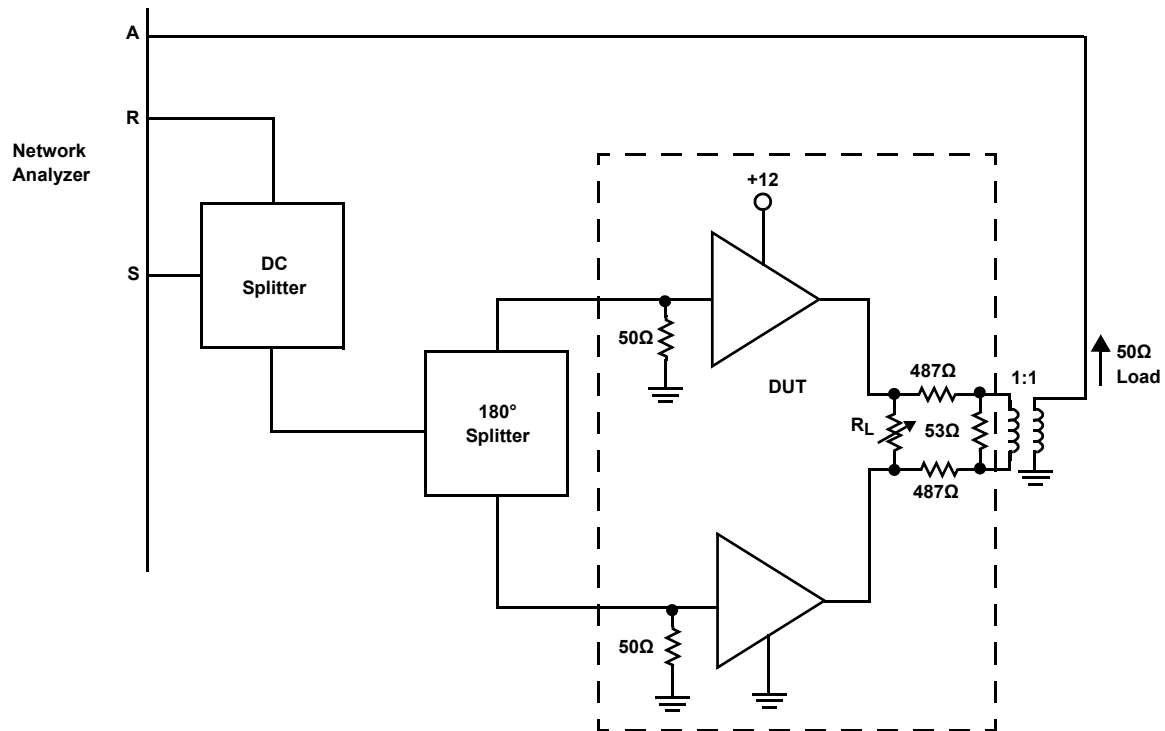 A
R
Network
Analyzer
S
DC
Splitter
180°
Splitter
+12
50Ω
DUT
487Ω
1:1
50Ω
Load
RL
53Ω
487Ω
50Ω